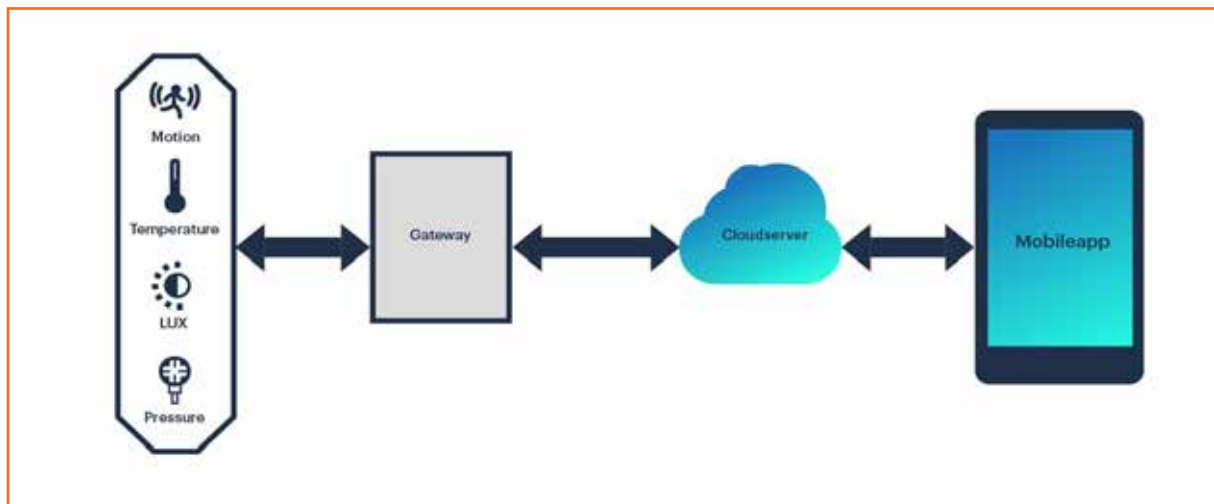 Motion
Temperature
LUX
Pressure
Gateway
Cloudserver
Mobileapp